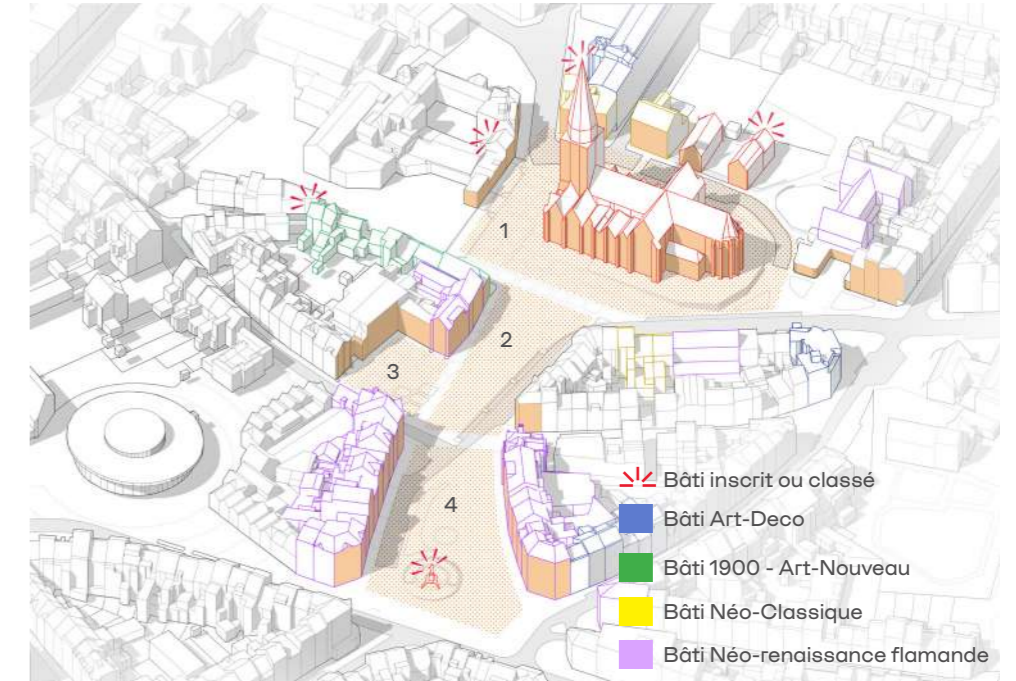 1
2
3
4
Bâti inscrit ou classé
Bâti Art-Deco
Bâti 1900 - Art-Nouveau
Bâti Néo-Classique
Bâti Néo-renaissance flamande